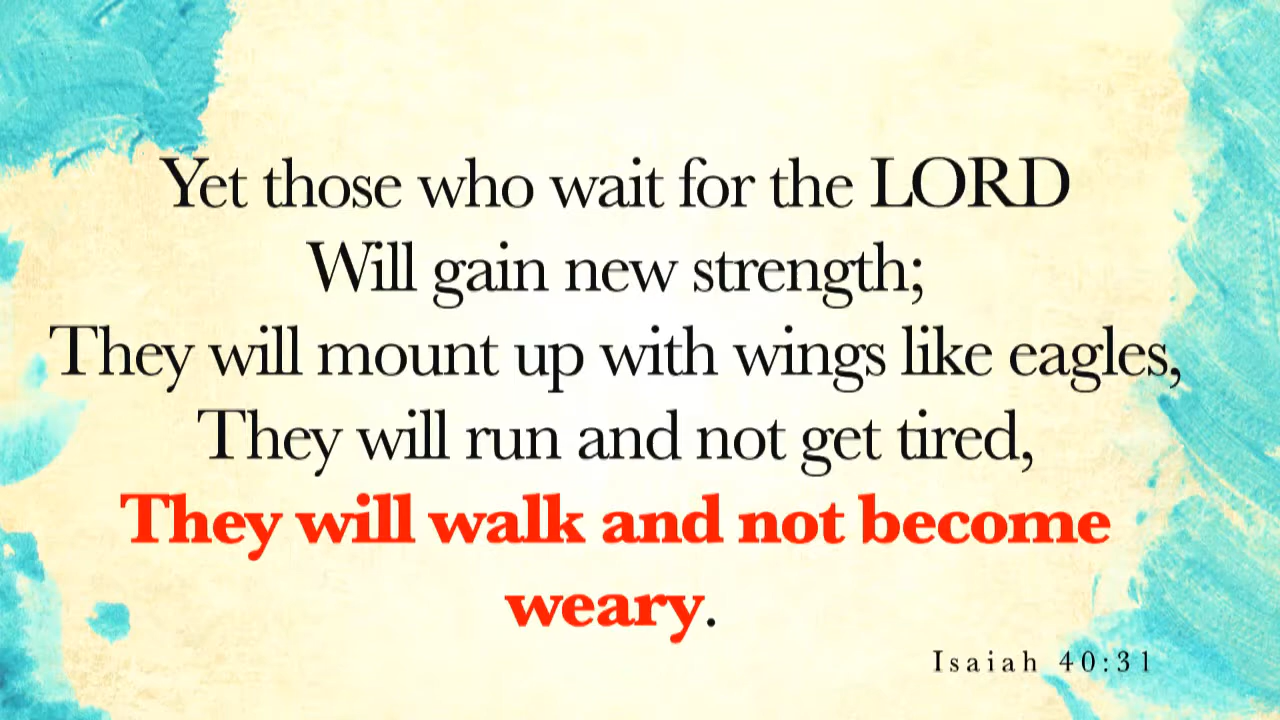 Yet those who wait for the LORD
Will gain new strength;
They will mount up with wings like eagles,
They will run and not get tired,
They will walk and not become
weary.
Isaiah 40:31